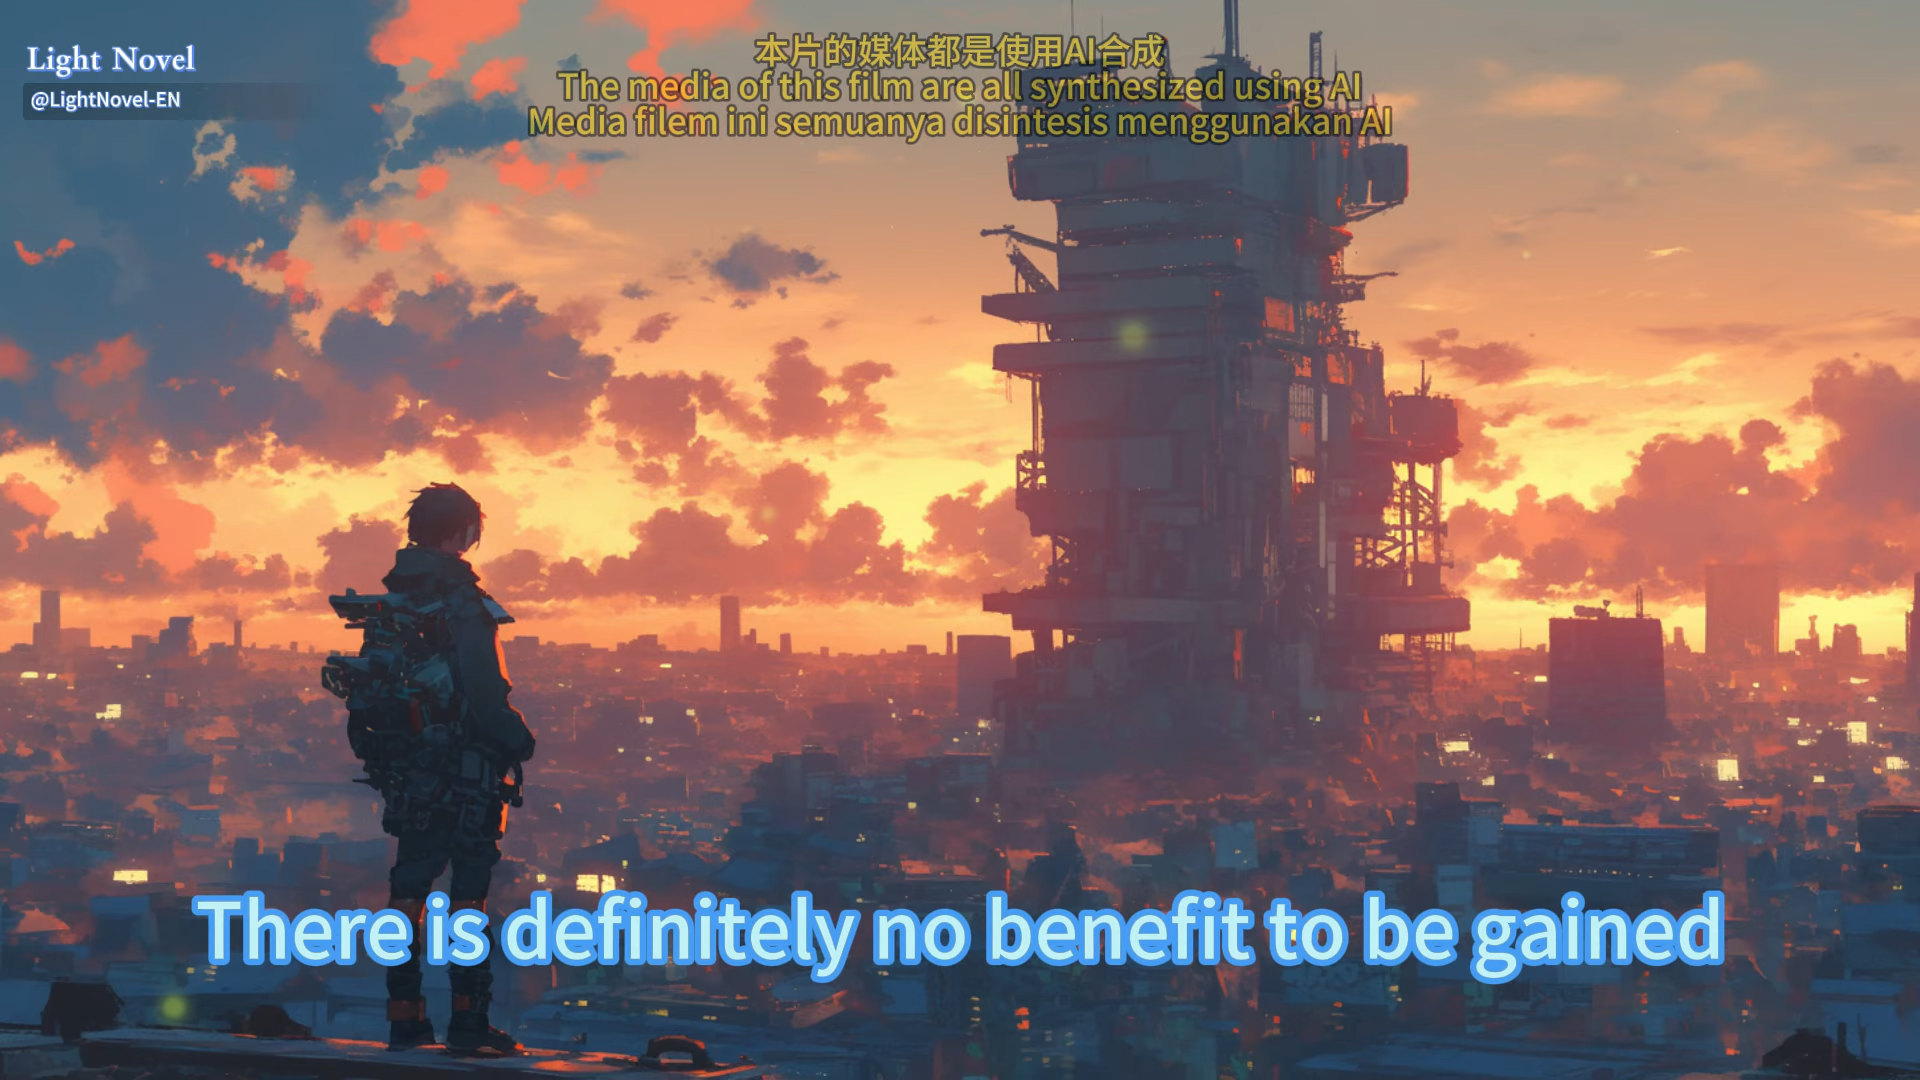 Light Novel
@LightNovel-EN
本片的媒体都是使用AI合成
The media of this film are all synthesized using AI
Media filem ini semuanya disintesis menggunakan AI
There is definitely no benefit to be gained